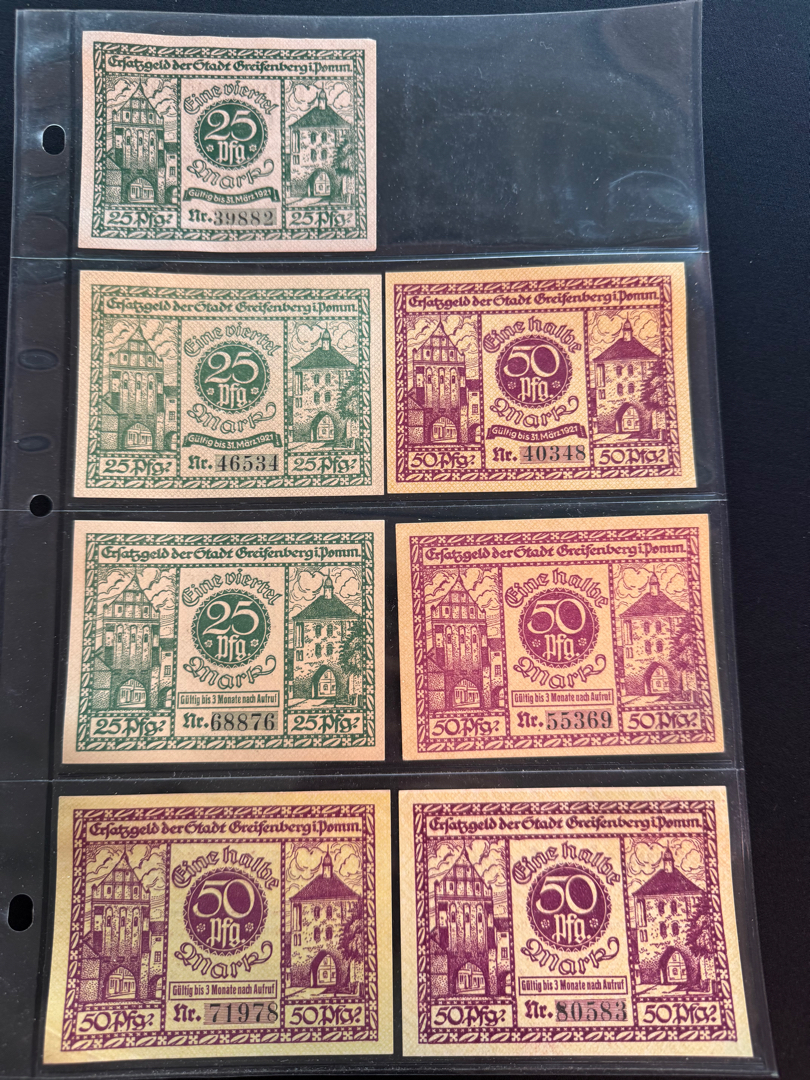 Ersatzgeld der Stadt Greifenberg i. Pomm.
Eine viertel
25
Pfg
Mark
Gültig bis 31. März 1921
25 Pfg. Nr. 39882 25 Pfg.
Ersatzgeld der Stadt Greifenberg i. Pomm.
Eine viertel
25
Pfg.
Mark
Gültig bis 31. März 1921
25 Pfg. Nr. 46534 25 Pfg.
Ersatzgeld der Stadt Greifenberg i. Pomm.
Eine halbe
50
Pfg.
Mark
Gültig bis 31. März 1921
50 Pfg. Nr. 40348 50 Pfg.
Ersatzgeld der Stadt Greifenberg i. Pomm.
Eine viertel
25
Pfg.
Mark
Gültig bis 3 Monate nach Aufruf
25 Pfg. Nr. 68876 25 Pfg.
Ersatzgeld der Stadt Greifenberg i. Pomm.
Eine halbe
50
Pfg.
Mark
Gültig bis 3 Monate nach Aufruf
50 Pfg. Nr. 55369 50 Pfg.
Ersatzgeld der Stadt Greifenberg i. Pomm.
Eine halbe
50
Pfg.
Mark
Gültig bis 3 Monate nach Aufruf
50 Pfg. Nr. 71978 50 Pfg.
Ersatzgeld der Stadt Greifenberg i. Pomm.
Eine halbe
50
Pfg.
Mark
Gültig bis 3 Monate nach Aufruf
50 Pfg. Nr. 80583 50 Pfg.